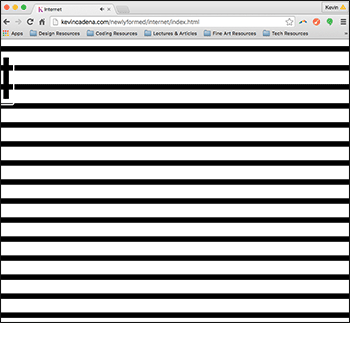 Internet
Kevin
kevincadena.com/newlyformed/internet/index.html
Apps Design Resources Coding Resources Lectures & Articles Fine Art Resources Tech Resources »